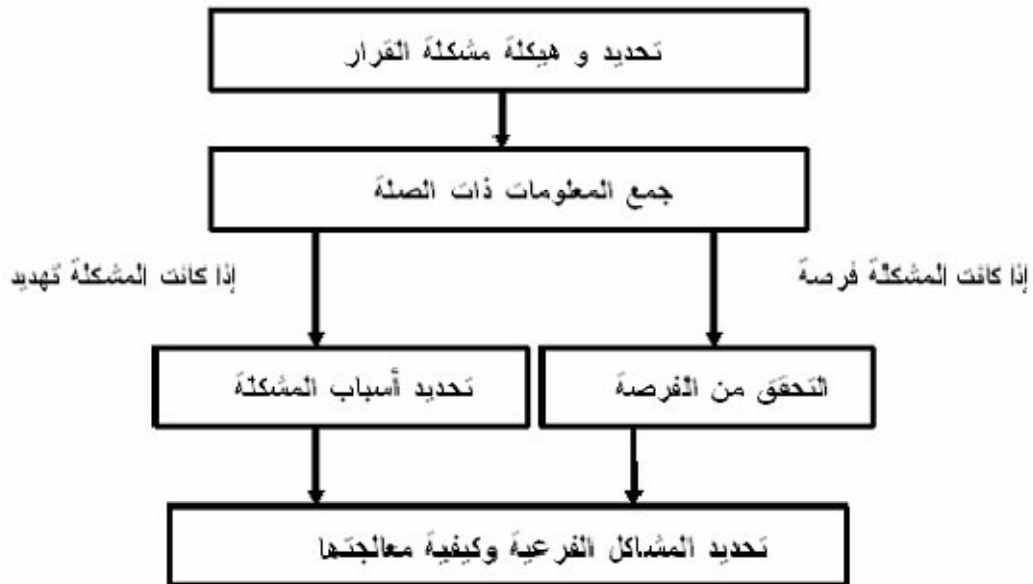 تحديد و هيكلة مشكلة القرار
جمع المعلومات ذات الصلة
إذا كانت المشكلة فرصة
إذا كانت المشكلة تهديد
التحقق من الفرصة
تحديد أسباب المشكلة
تحديد المشاكل الفرعية وكيفية معالجتها